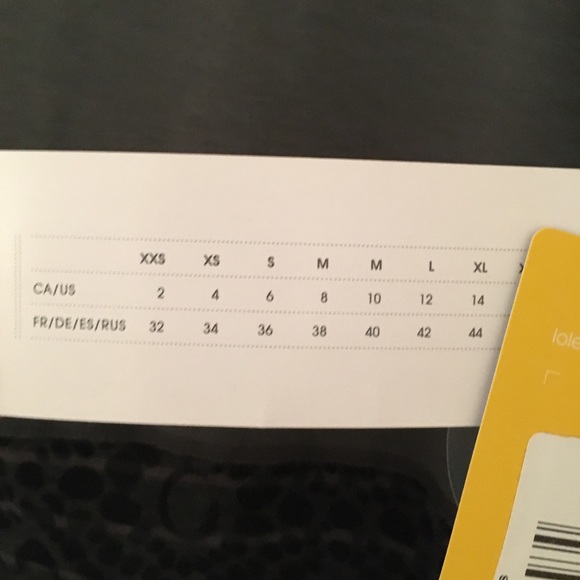 XXS XS S M M L XL
CA/US 2 4 6 8 10 12 14
FR/DE/ES/RUS 32 34 36 38 40 42 44